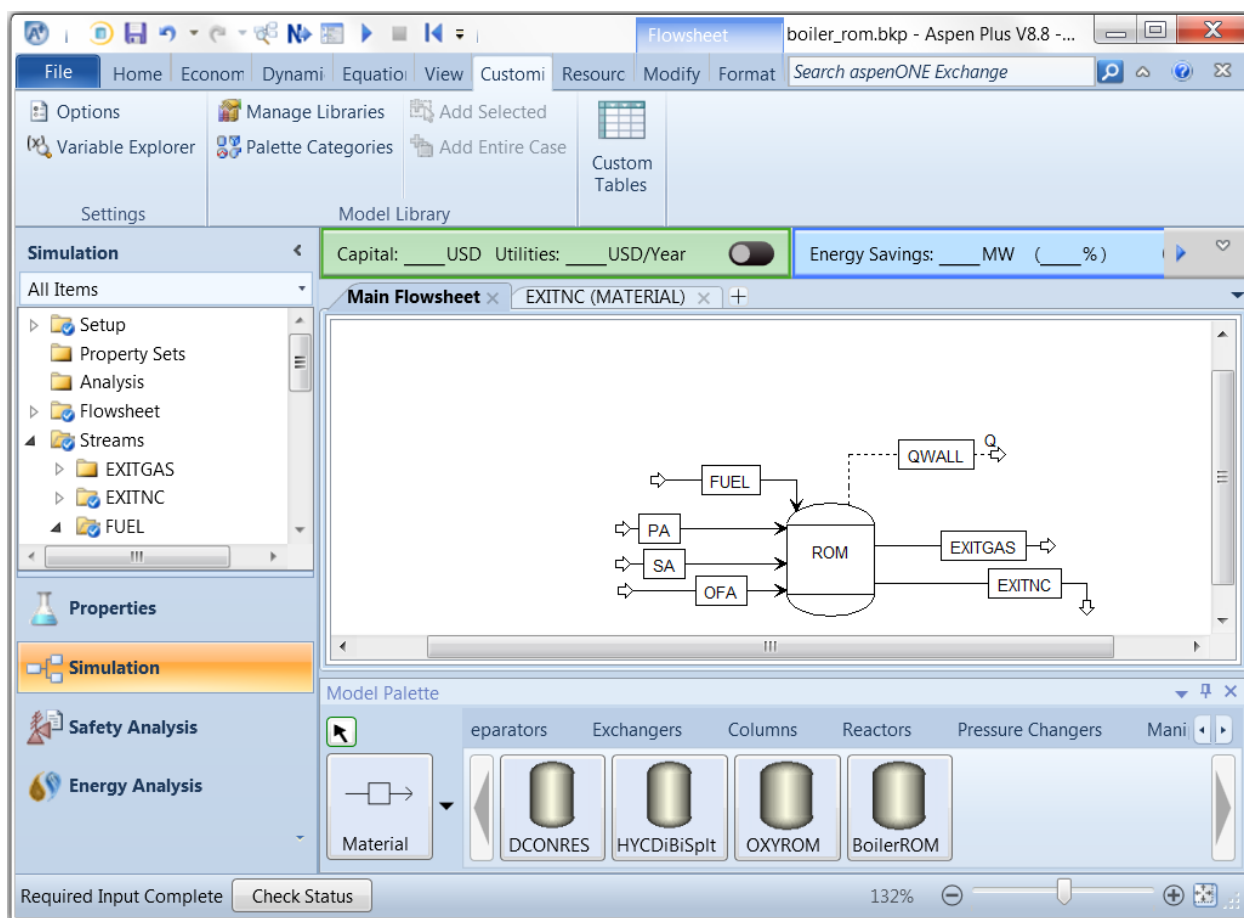 Flowsheet boiler_rom.bkp - Aspen Plus V8.8 -...
File Home Econom Dynami Equatio View Customi Resourc Modify Format Search aspenONE Exchange
Options Manage Libraries Add Selected
Variable Explorer Palette Categories Add Entire Case
Custom
Tables
Settings Model Library
Simulation Capital: ____USD Utilities: ____USD/Year Energy Savings: ____MW (____%)
All Items Main Flowsheet EXITNC (MATERIAL)
Setup
Property Sets
Analysis
Flowsheet
Streams
EXITGAS
EXITNC
FUEL
Q
QWALL
FUEL
PA
ROM
EXITGAS
SA
EXITNC
OFA
Properties
Simulation
Safety Analysis
Energy Analysis
Model Palette
eparators Exchangers Columns Reactors Pressure Changers Mani
Material DCONRES HYCDiBiSplt OXYROM BoilerROM
Required Input Complete Check Status 132%